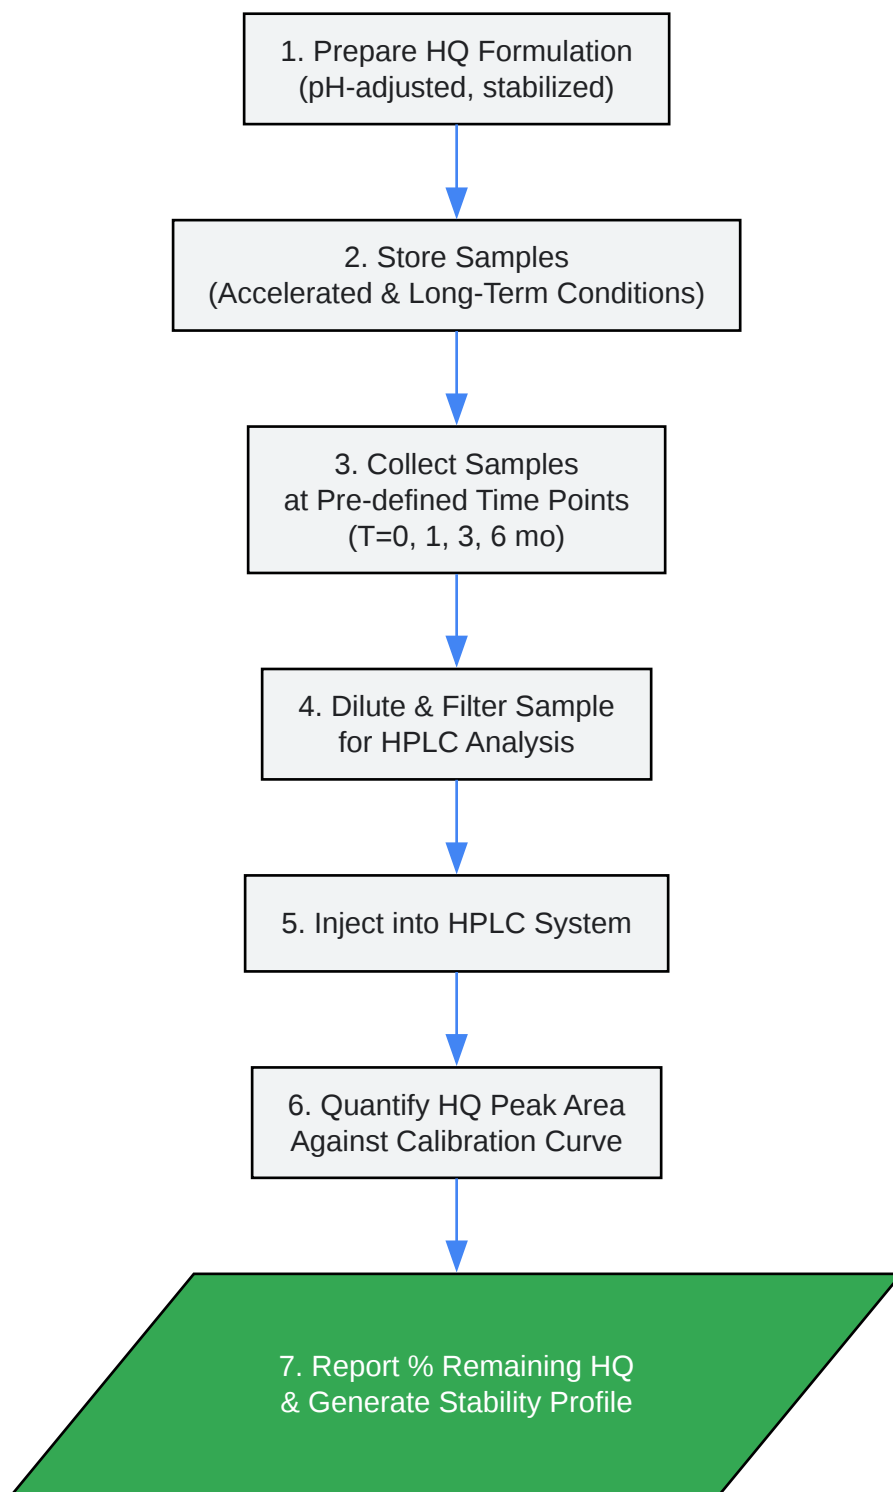 1. Prepare HQ Formulation
(pH-adjusted, stabilized)
2. Store Samples
(Accelerated & Long-Term Conditions)
3. Collect Samples
at Pre-defined Time Points
(T=0, 1, 3, 6 mo)
4. Dilute & Filter Sample
for HPLC Analysis
5. Inject into HPLC System
6. Quantify HQ Peak Area
Against Calibration Curve
7. Report % Remaining HQ
& Generate Stability Profile